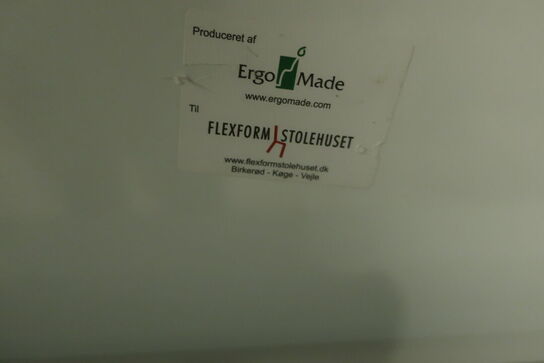 Produceret af
Ergo Made
www.ergomade.com
Til
FLEXFORM STOLEHUSET
www.flexformstolehuset.dk
Birkerød - Køge - Vejle